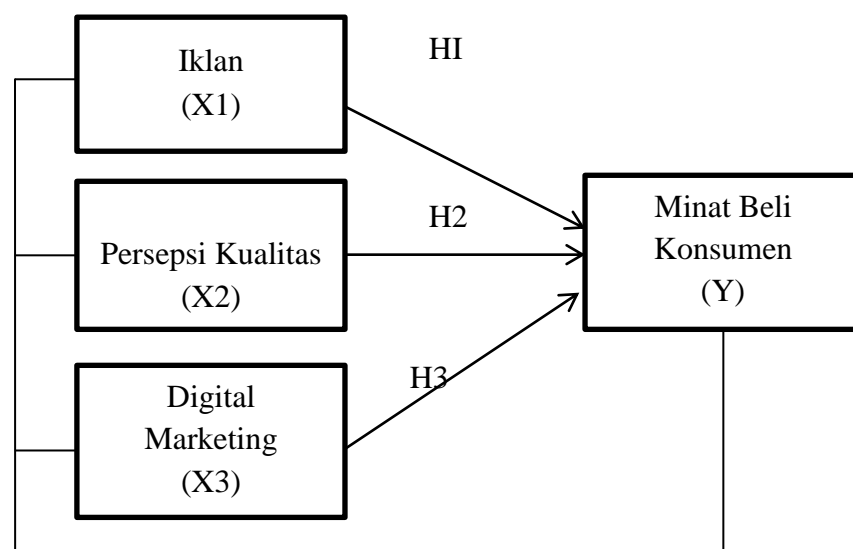 Iklan
(X1)
HI
Persepsi Kualitas
(X2)
H2
Minat Beli
Konsumen
(Y)
Digital
Marketing
(X3)
H3